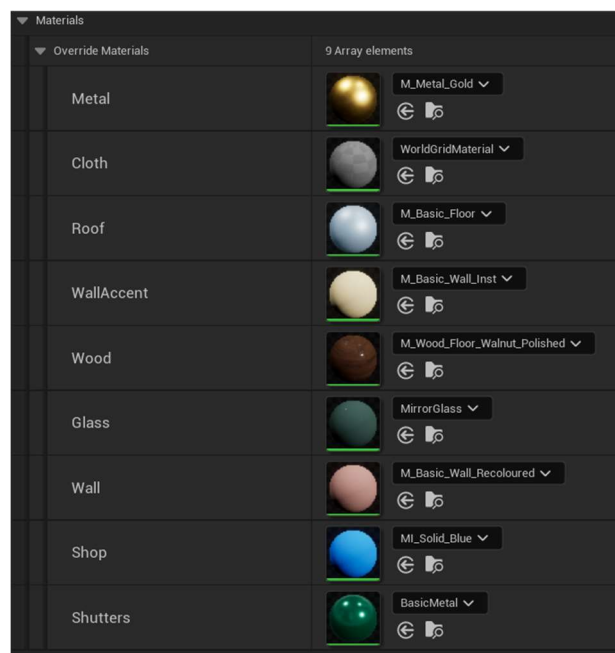 Materials
Override Materials 9 Array elements
Metal M_Metal_Gold
Cloth WorldGridMaterial
Roof M_Basic_Floor
WallAccent M_Basic_Wall_Inst
Wood M_Wood_Floor_Walnut_Polished
Glass MirrorGlass
Wall M_Basic_Wall_Recoloured
Shop MI_Solid_Blue
Shutters BasicMetal